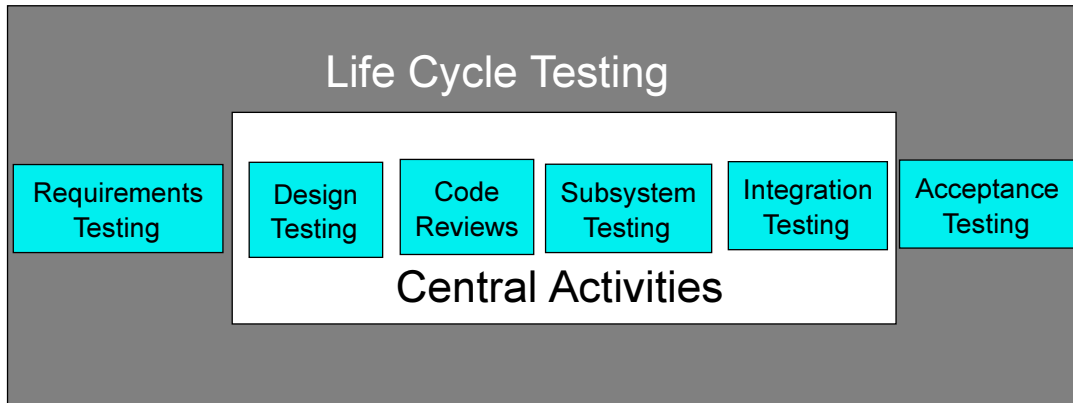 Life Cycle Testing
Requirements
Testing
Design
Testing
Code
Reviews
Subsystem
Testing
Integration
Testing
Acceptance
Testing
Central Activities